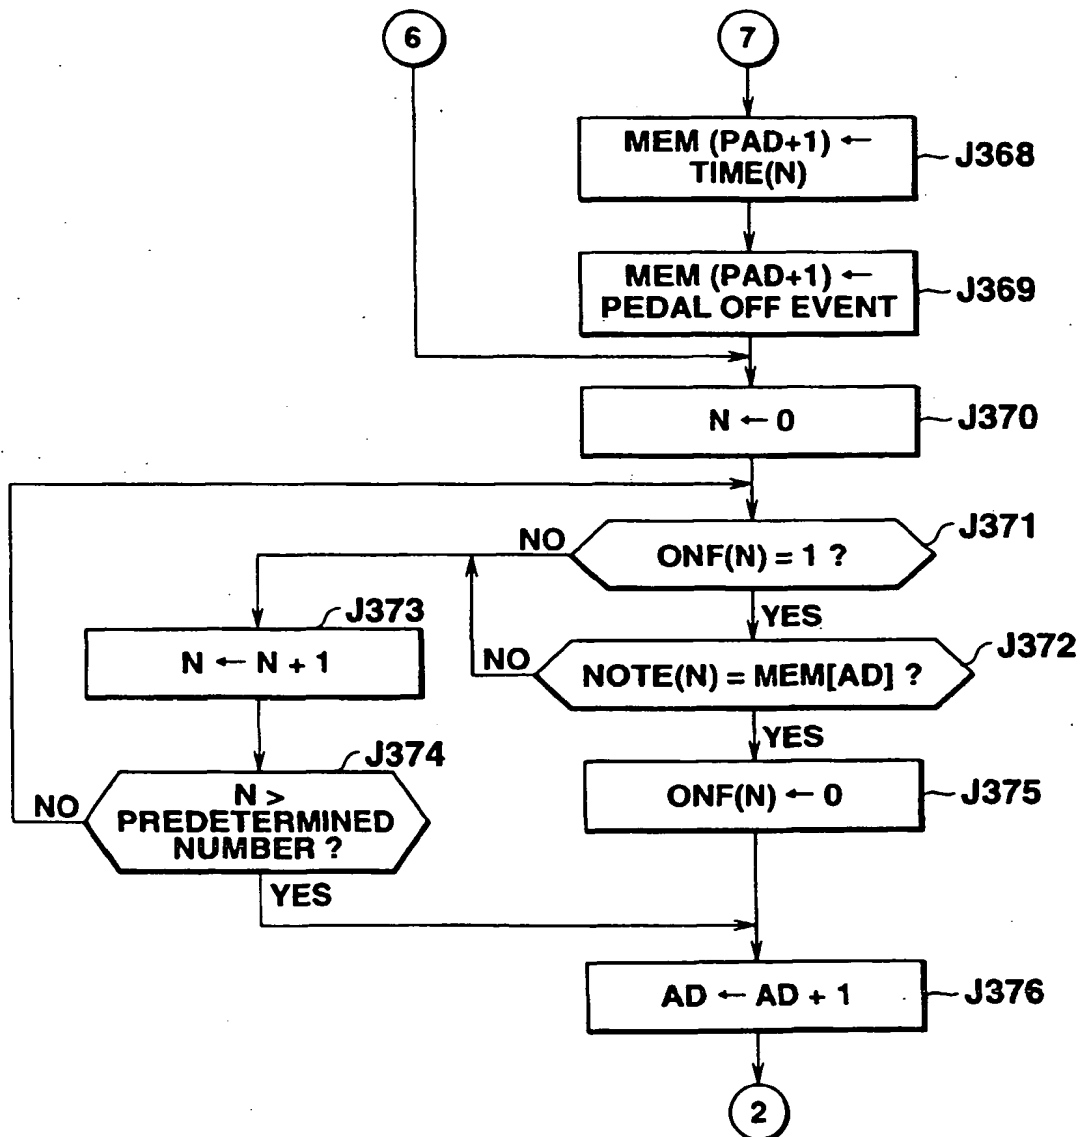 6
7
MEM (PAD+1) ←
TIME(N)
J368
MEM (PAD+1) ←
PEDAL OFF EVENT
J369
N ← 0
J370
J371
NO
ONF(N) = 1 ?
YES
J373
N ← N + 1
J372
NO
NOTE(N) = MEM[AD] ?
YES
J374
NO
N >
PREDETERMINED
NUMBER ?
YES
ONF(N) ← 0
J375
AD ← AD + 1
J376
2